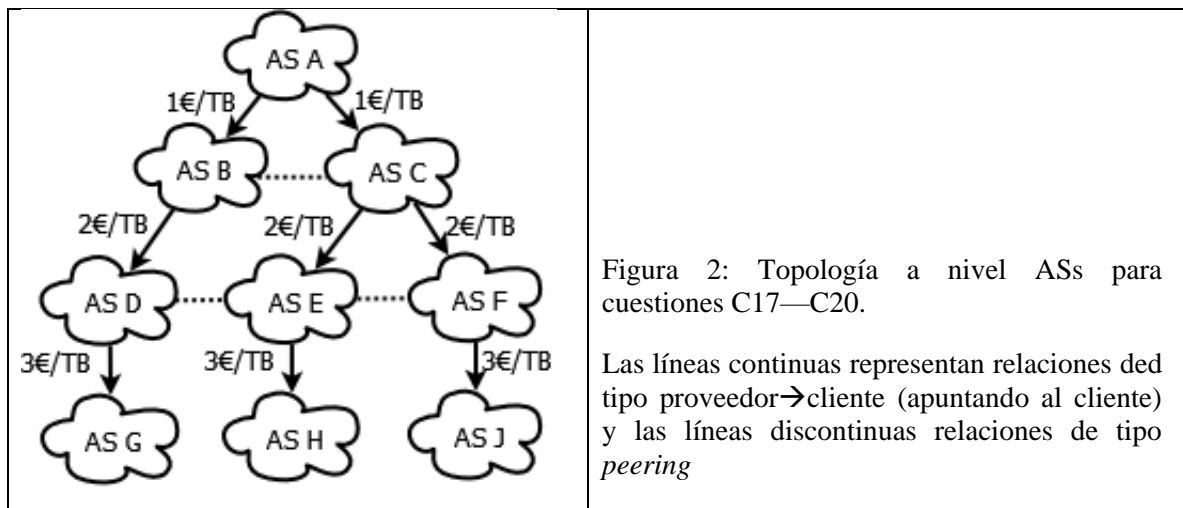 AS A
1€/TB
1€/TB
AS B
AS C
2€/TB
2€/TB
2€/TB
AS D
AS E
AS F
3€/TB
3€/TB
3€/TB
AS G
AS H
AS J
Figura 2: Topología a nivel ASs para
cuestiones C17—C20.
Las líneas continuas representan relaciones ded
tipo proveedor→cliente (apuntando al cliente)
y las líneas discontinuas relaciones de tipo
peering